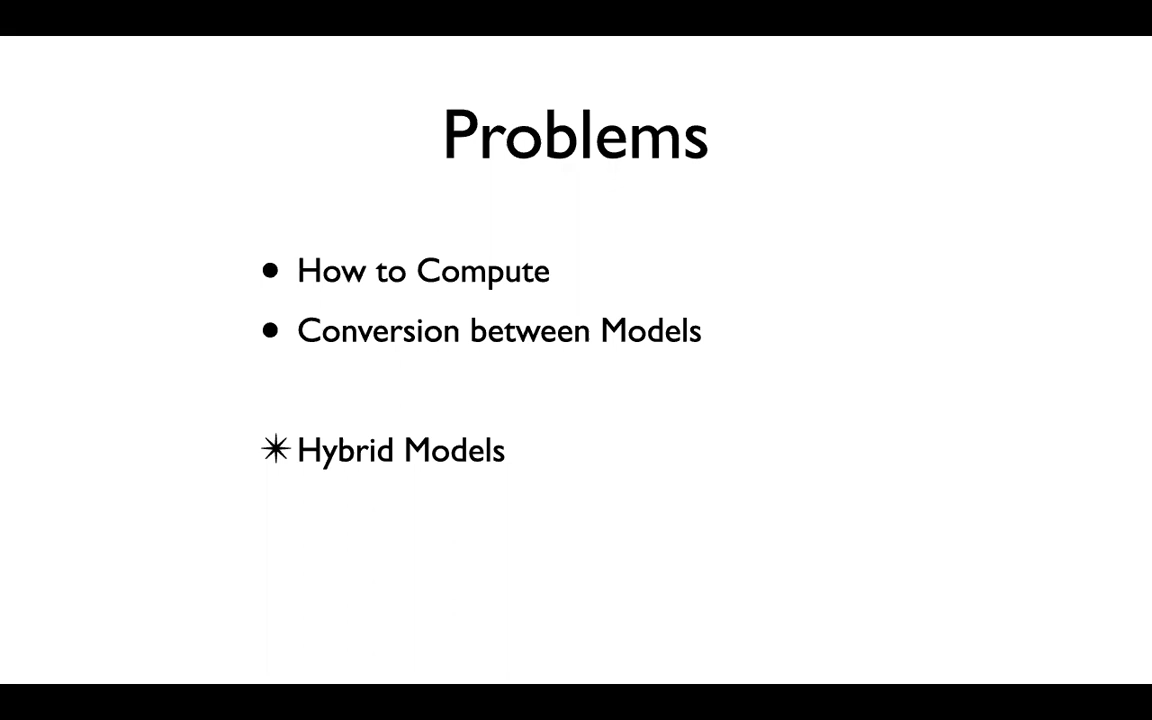 Problems
• How to Compute
• Conversion between Models
✴ Hybrid Models